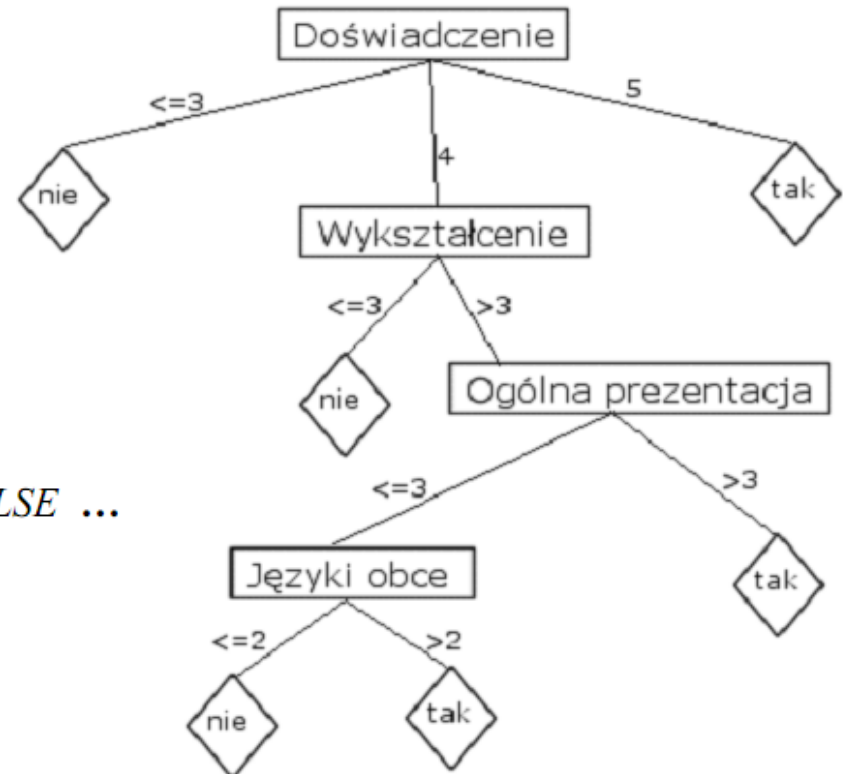 Doświadczenie
<=3
4
5
nie
tak
Wykształcenie
<=3
>3
nie
Ogólna prezentacja
<=3
>3
LSE ...
Języki obce
tak
<=2
>2
nie
tak